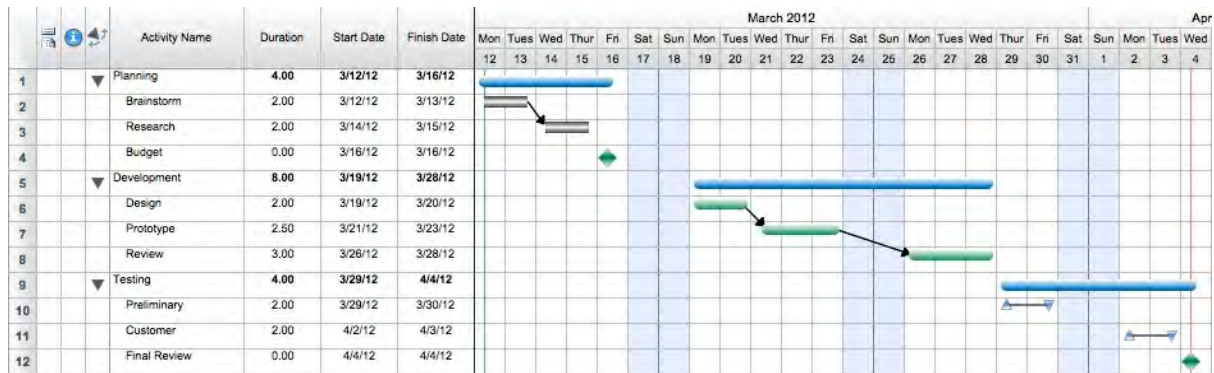 March 2012 Apr
Activity Name Duration Start Date Finish Date Mon Tues Wed Thur Fri Sat Sun Mon Tues Wed Thur Fri Sat Sun Mon Tues Wed Thur Fri Sat Sun Mon Tues Wed
12 13 14 15 16 17 18 19 20 21 22 23 24 25 26 27 28 29 30 31 1 2 3 4
1 Planning 4.00 3/12/12 3/16/12
2 Brainstorm 2.00 3/12/12 3/13/12
3 Research 2.00 3/14/12 3/15/12
4 Budget 0.00 3/16/12 3/16/12
5 Development 8.00 3/19/12 3/28/12
6 Design 2.00 3/19/12 3/20/12
7 Prototype 2.50 3/21/12 3/23/12
8 Review 3.00 3/26/12 3/28/12
9 Testing 4.00 3/29/12 4/4/12
10 Preliminary 2.00 3/29/12 3/30/12
11 Customer 2.00 4/2/12 4/3/12
12 Final Review 0.00 4/4/12 4/4/12